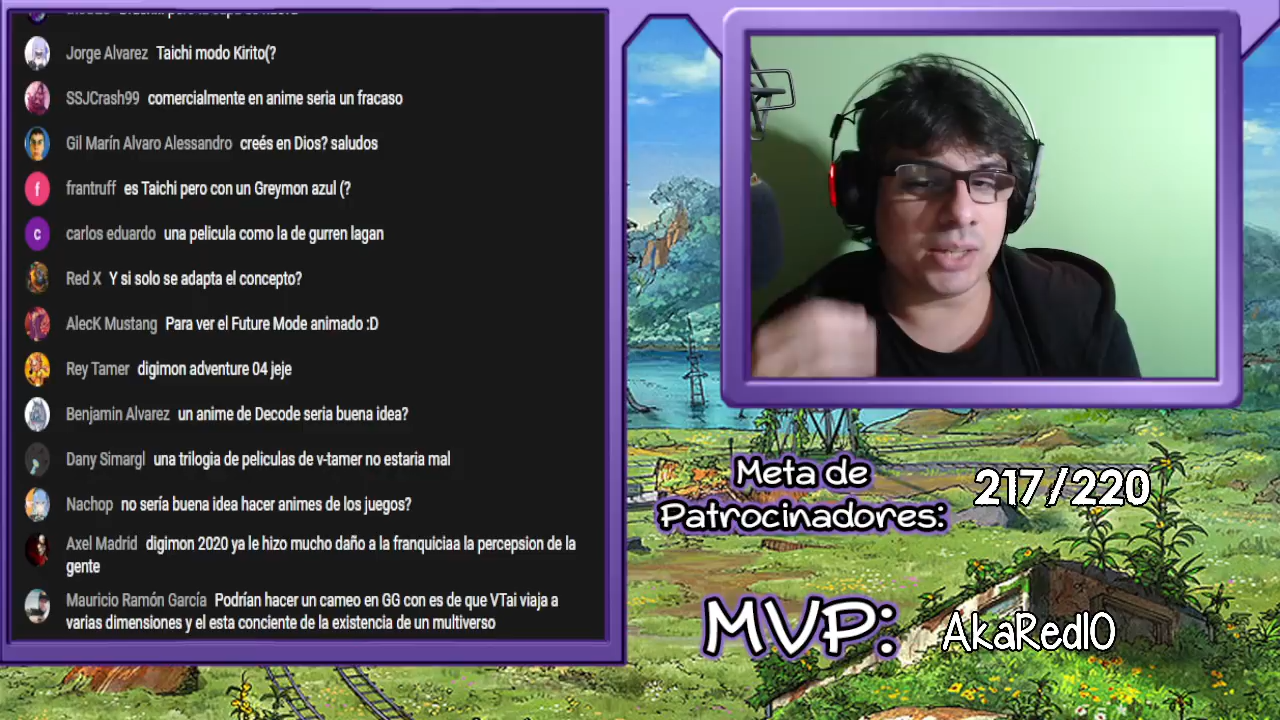 Jorge Alvarez Taichi modo Kirito(?
SSJCrash99 comercialmente en anime seria un fracaso
Gil Marín Alvaro Alessandro creés en Dios? saludos
f frantruff es Taichi pero con un Greymon azul (?
c carlos eduardo una pelicula como la de gurren lagan
Red X Y si solo se adapta el concepto?
AlecK Mustang Para ver el Future Mode animado :D
Rey Tamer digimon adventure 04 jeje
Benjamin Alvarez un anime de Decode seria buena idea?
Dany Simargl una trilogia de peliculas de v-tamer no estaria mal
Nachop no sería buena idea hacer animes de los juegos?
Axel Madrid digimon 2020 ya le hizo mucho daño a la franquiciaa la percepsion de la
gente
Mauricio Ramón García Podrían hacer un cameo en GG con es de que VTai viaja a
varias dimensiones y el esta conciente de la existencia de un multiverso
Meta de
Patrocinadores:
217/220
MVP:
AkaRed10